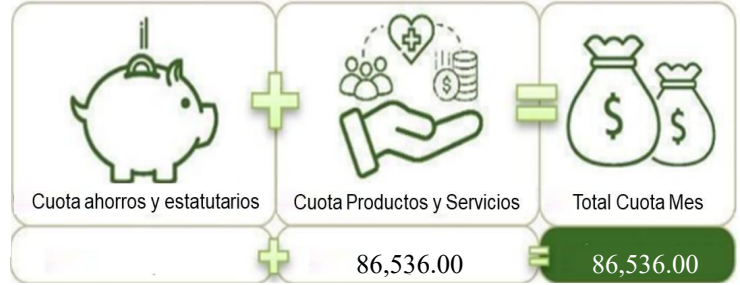 Cuota ahorros y estatutarios
Cuota Productos y Servicios
Total Cuota Mes
86,536.00
86,536.00